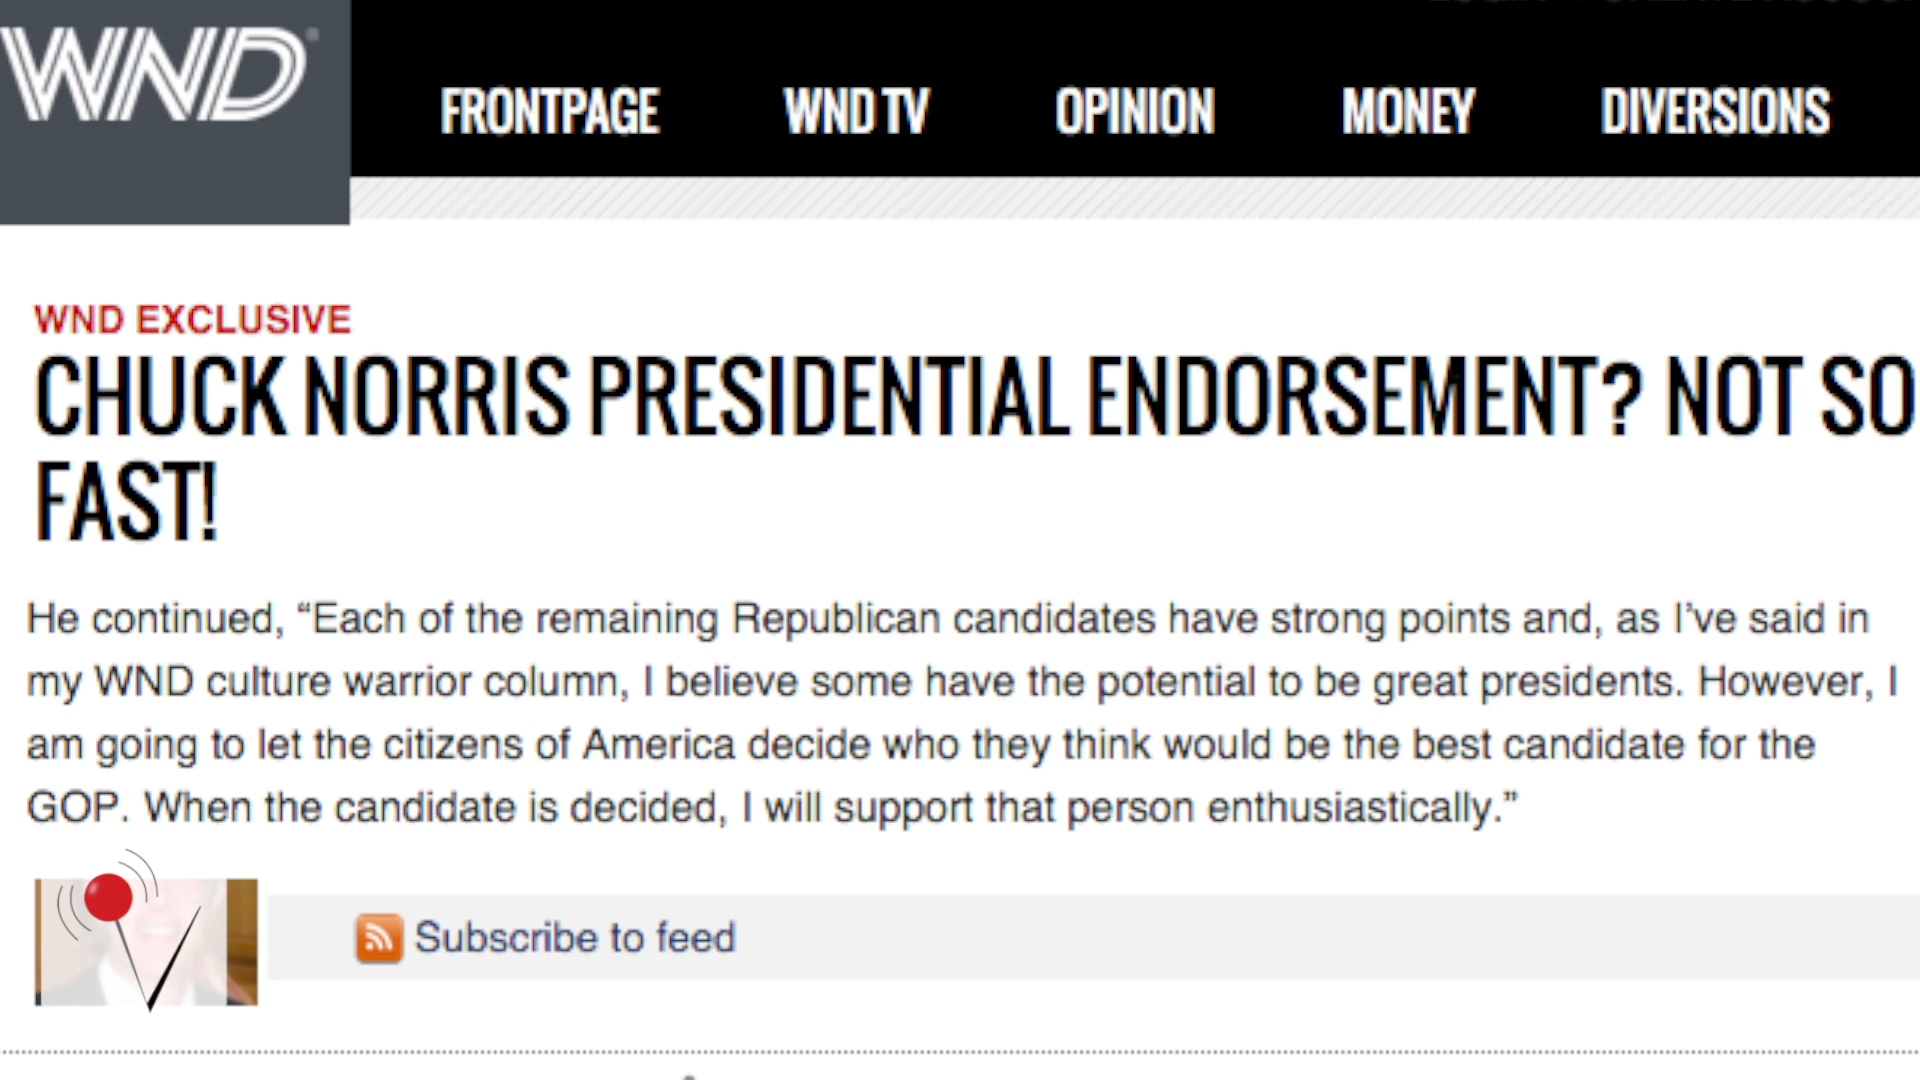 WND
FRONTPAGE WND TV OPINION MONEY DIVERSIONS
WND EXCLUSIVE
CHUCK NORRIS PRESIDENTIAL ENDORSEMENT? NOT SO
FAST!
He continued, “Each of the remaining Republican candidates have strong points and, as I’ve said in
my WND culture warrior column, I believe some have the potential to be great presidents. However, I
am going to let the citizens of America decide who they think would be the best candidate for the
GOP. When the candidate is decided, I will support that person enthusiastically.”
Subscribe to feed